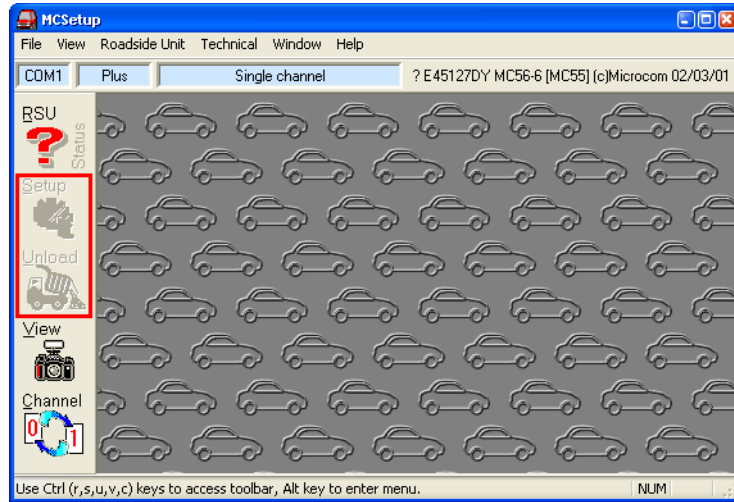 MCSetup
File View Roadside Unit Technical Window Help
COM1 Plus Single channel ? E45127DY MC56-6 [MC55] (c)Microcom 02/03/01
RSU
Status
Setup
Unload
View
Channel
0 1
Use Ctrl (r,s,u,v,c) keys to access toolbar, Alt key to enter menu. NUM